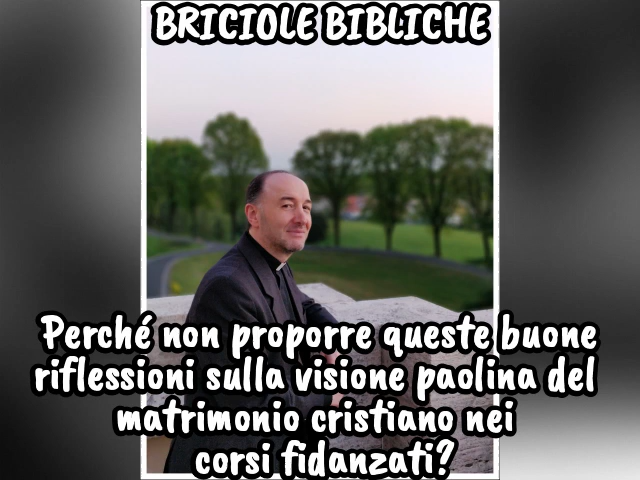 BRICIOLE BIBLICHE
Perché non proporre queste buone
riflessioni sulla visione paolina del
matrimonio cristiano nei
corsi fidanzati?